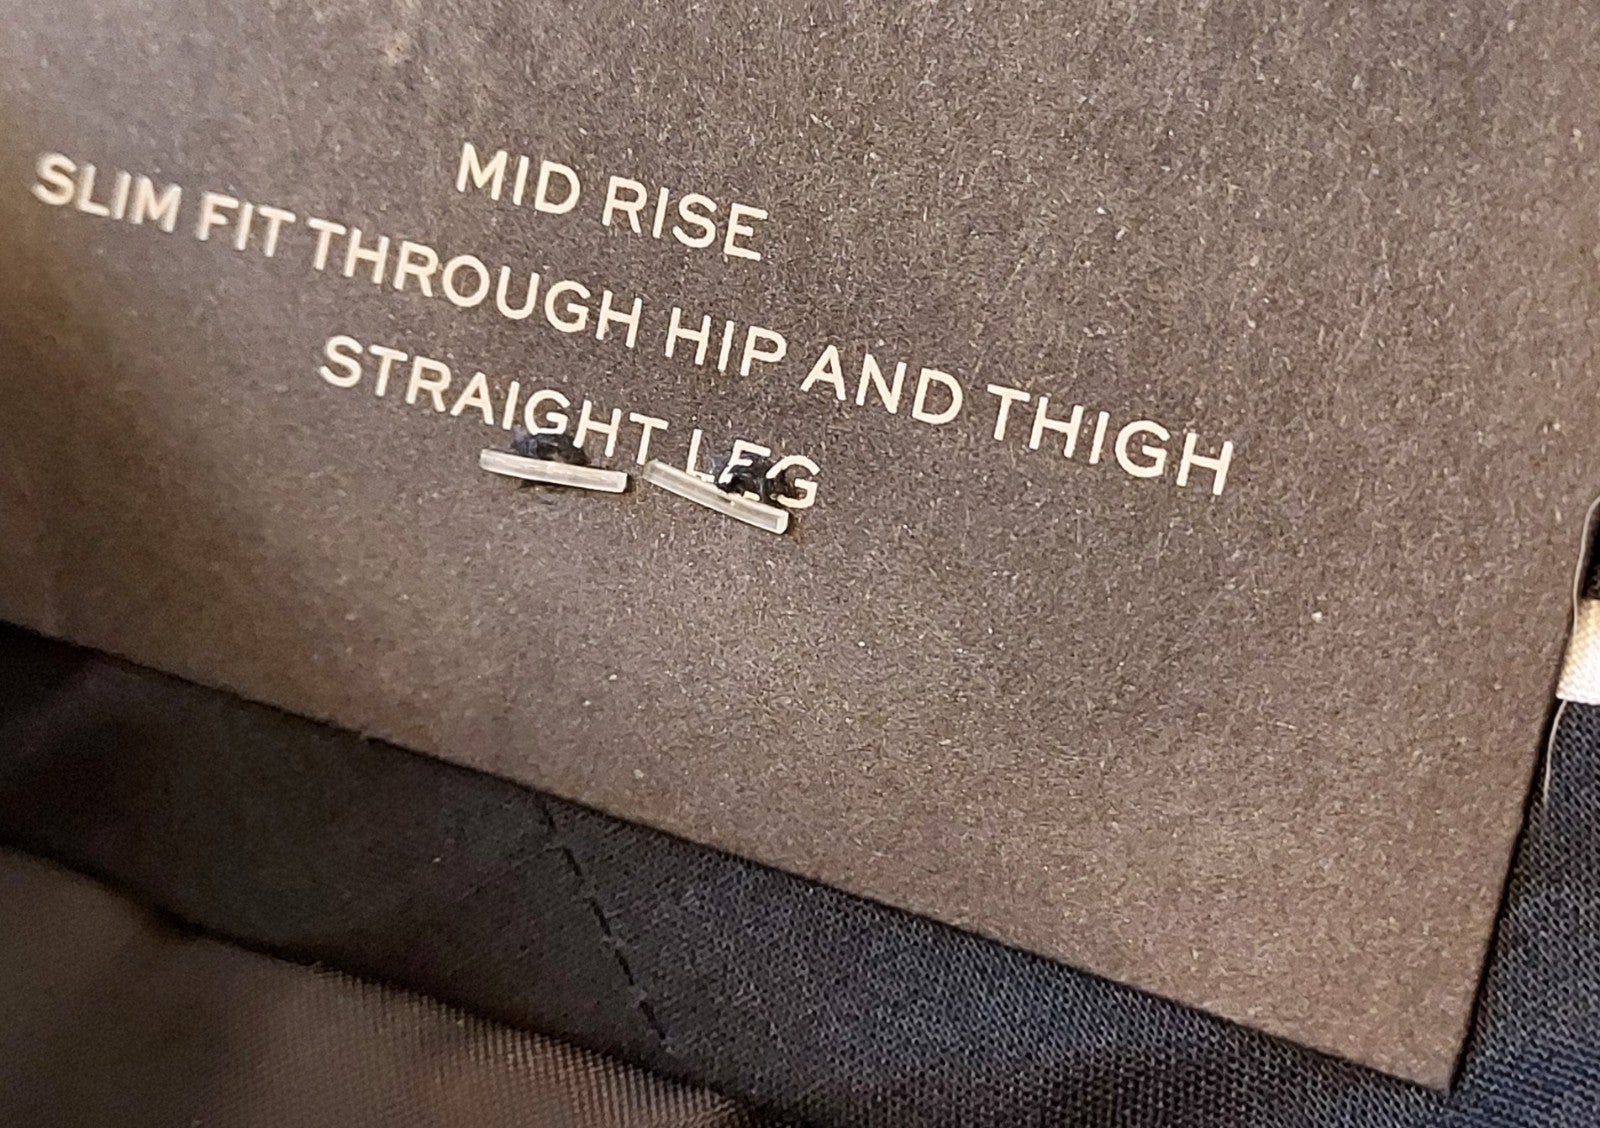 MID RISE
SLIM FIT THROUGH HIP AND THIGH
STRAIGHT LEG